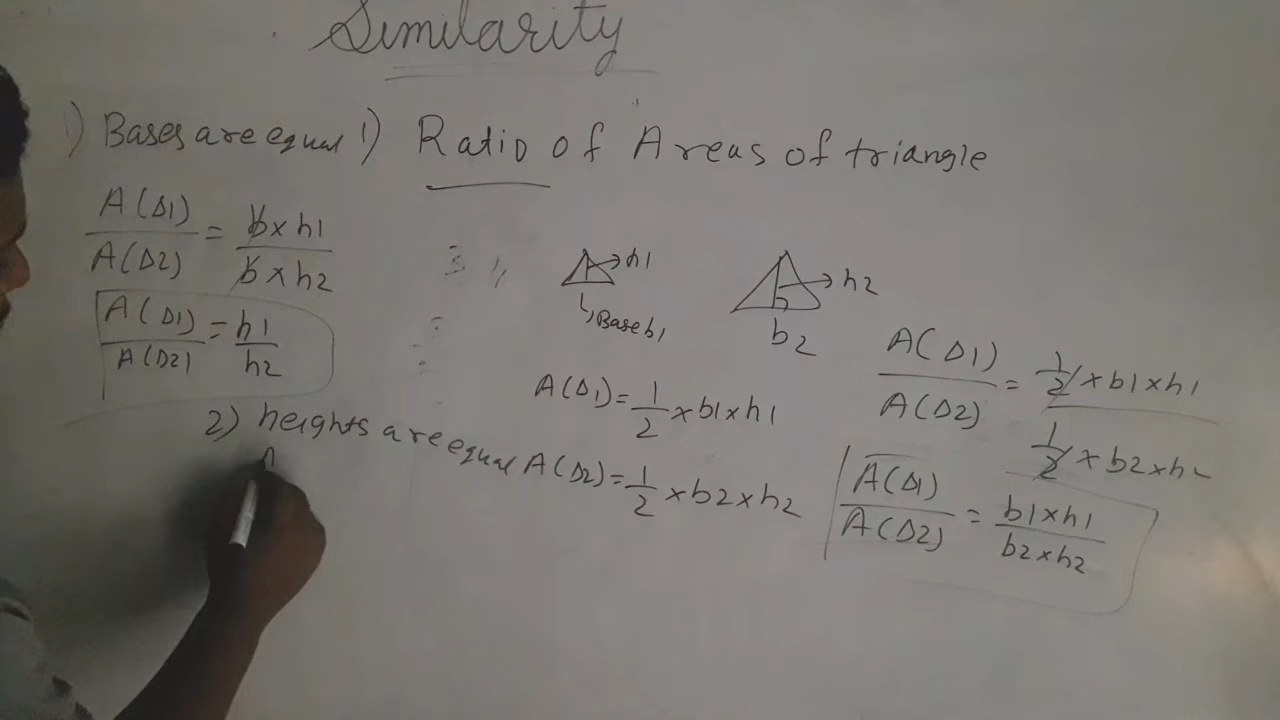 Similarity
1) Ratio of Areas of triangle
1) Bases are equal
A(Δ1)/A(Δ2) = b×h1/b×h2
A(Δ1)/A(Δ2) = h1/h2
2) heights are equal
A
h1
Base b1
h2
b2
A(Δ1)=1/2×b1×h1
A(Δ2)=1/2×b2×h2
A(Δ1)/A(Δ2) = 1/2×b1×h1/1/2×b2×h2
A(Δ1)/A(Δ2) = b1×h1/b2×h2